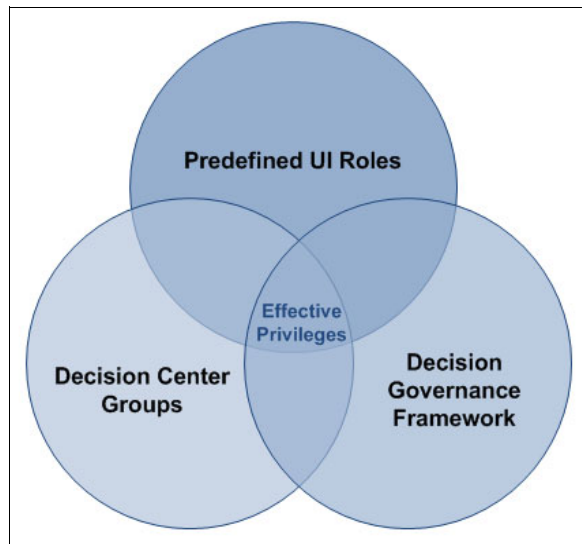 Predefined UI Roles
Effective
Privileges
Decision Center
Groups
Decision
Governance
Framework